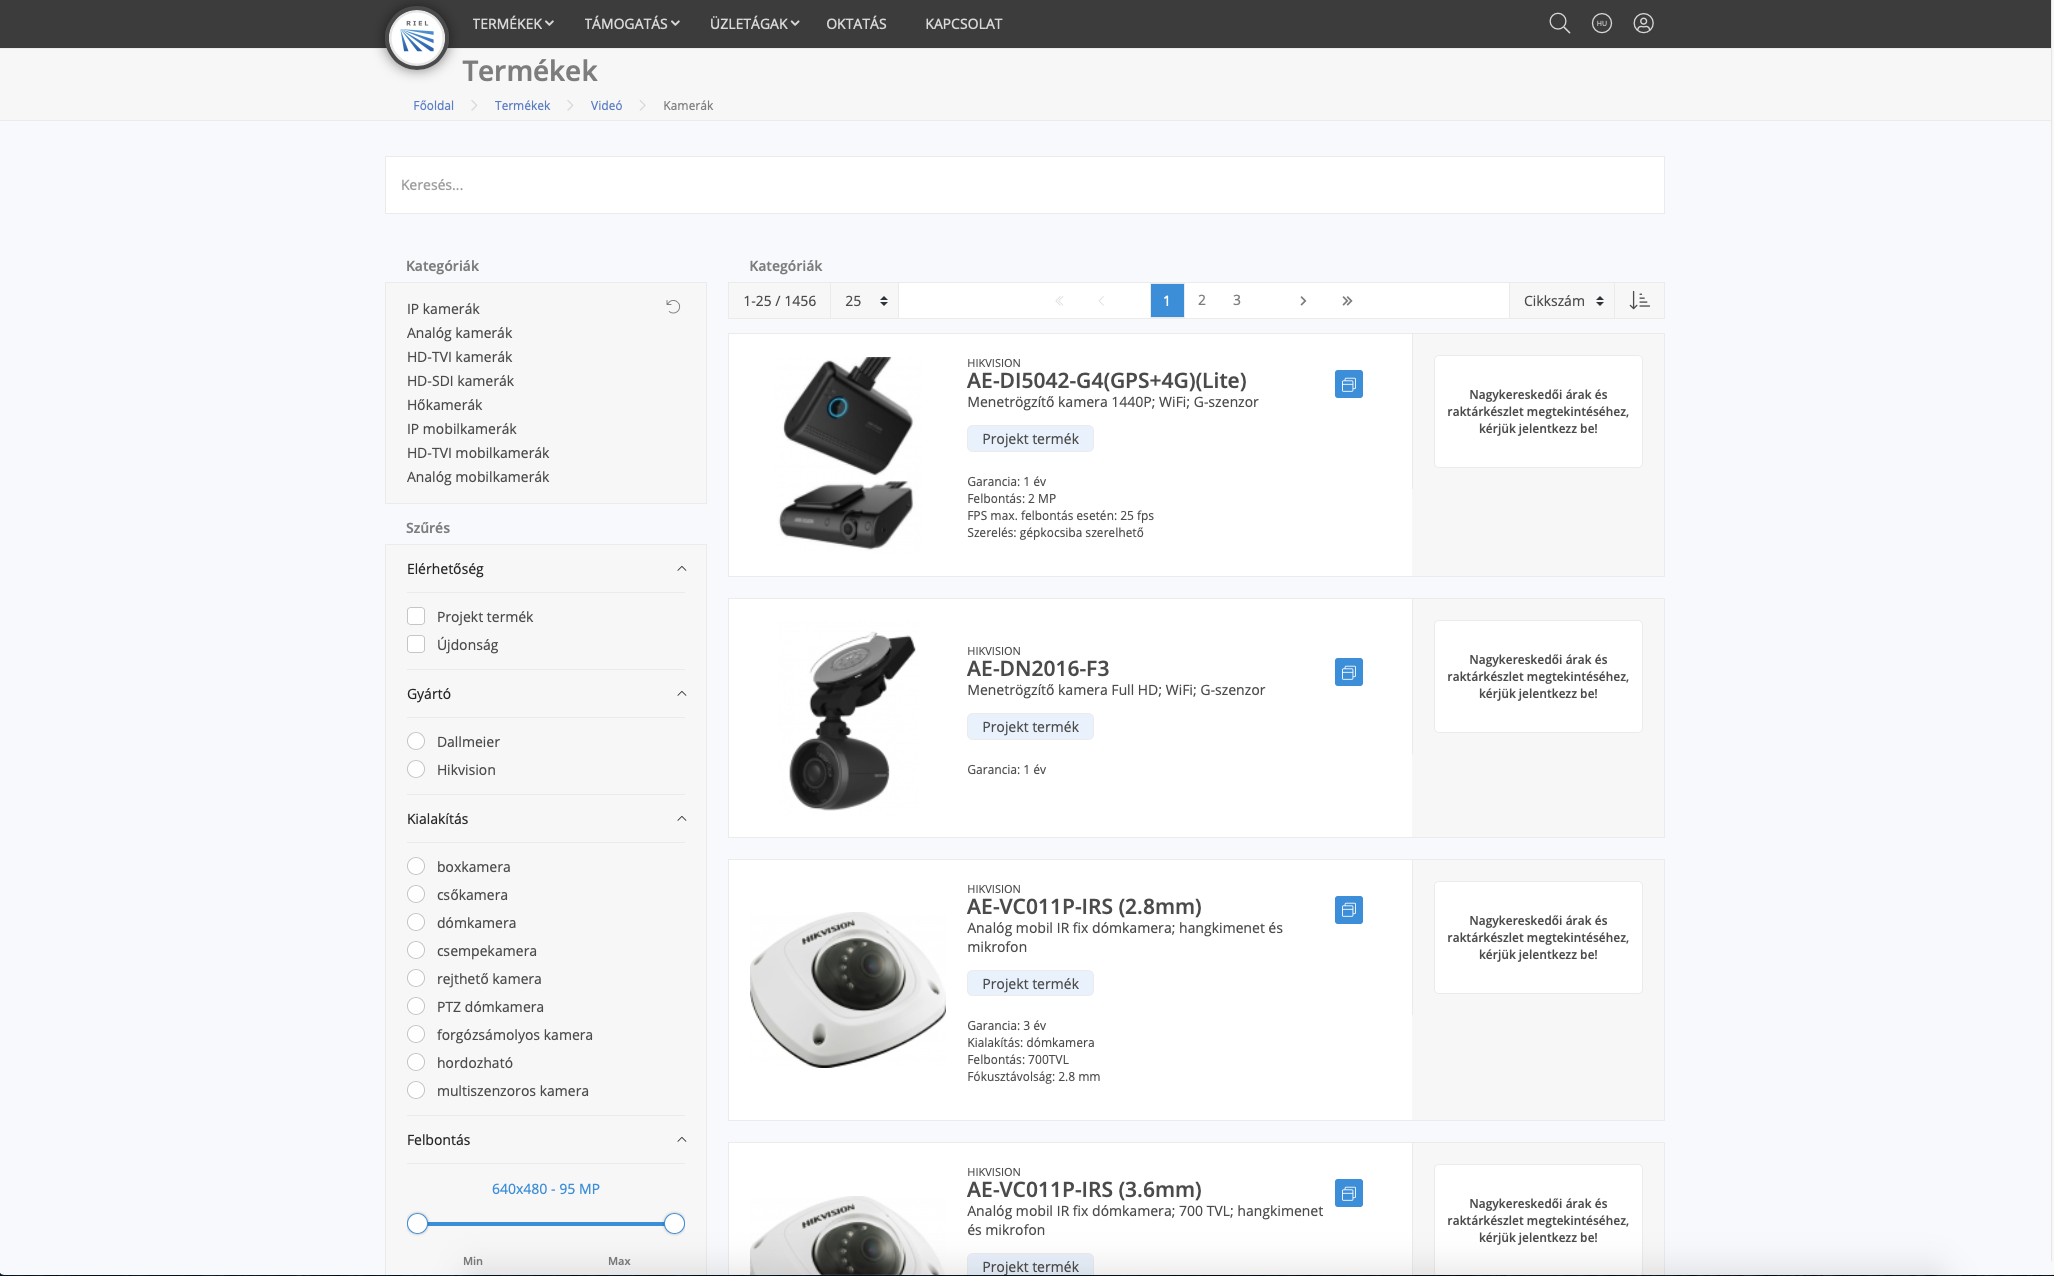 RIEL
TERMÉKEK
TÁMOGATÁS
ÜZLETÁGAK
OKTATÁS
KAPCSOLAT
HU
Termékek
Főoldal
Termékek
Videó
Kamerák
Keresés...
Kategóriák
IP kamerák
Analóg kamerák
HD-TVI kamerák
HD-SDI kamerák
Hőkamerák
IP mobilkamerák
HD-TVI mobilkamerák
Analóg mobilkamerák
Szűrés
Elérhetőség
Projekt termék
Újdonság
Gyártó
Dallmeier
Hikvision
Kialakítás
boxkamera
csőkamera
dómkamera
csempekamera
rejthető kamera
PTZ dómkamera
forgózsámolyos kamera
hordozható
multiszenzoros kamera
Felbontás
640x480 - 95 MP
Min Max
Kategóriák
1-25 / 1456 25 « ‹ 1 2 3 › » Cikkszám
HIKVISION
AE-DI5042-G4(GPS+4G)(Lite)
Menetrögzítő kamera 1440P; WiFi; G-szenzor
Projekt termék
Garancia: 1 év
Felbontás: 2 MP
FPS max. felbontás esetén: 25 fps
Szerelés: gépkocsiba szerelhető
Nagykereskedői árak és
raktárkészlet megtekintéséhez,
kérjük jelentkezz be!
HIKVISION
AE-DN2016-F3
Menetrögzítő kamera Full HD; WiFi; G-szenzor
Projekt termék
Garancia: 1 év
Nagykereskedői árak és
raktárkészlet megtekintéséhez,
kérjük jelentkezz be!
HIKVISION
HIKVISION
AE-VC011P-IRS (2.8mm)
Analóg mobil IR fix dómkamera; hangkimenet és
mikrofon
Projekt termék
Garancia: 3 év
Kialakítás: dómkamera
Felbontás: 700TVL
Fókusztávolság: 2.8 mm
Nagykereskedői árak és
raktárkészlet megtekintéséhez,
kérjük jelentkezz be!
HIKVISION
HIKVISION
AE-VC011P-IRS (3.6mm)
Analóg mobil IR fix dómkamera; 700 TVL; hangkimenet
és mikrofon
Projekt termék
Nagykereskedői árak és
raktárkészlet megtekintéséhez,
kérjük jelentkezz be!